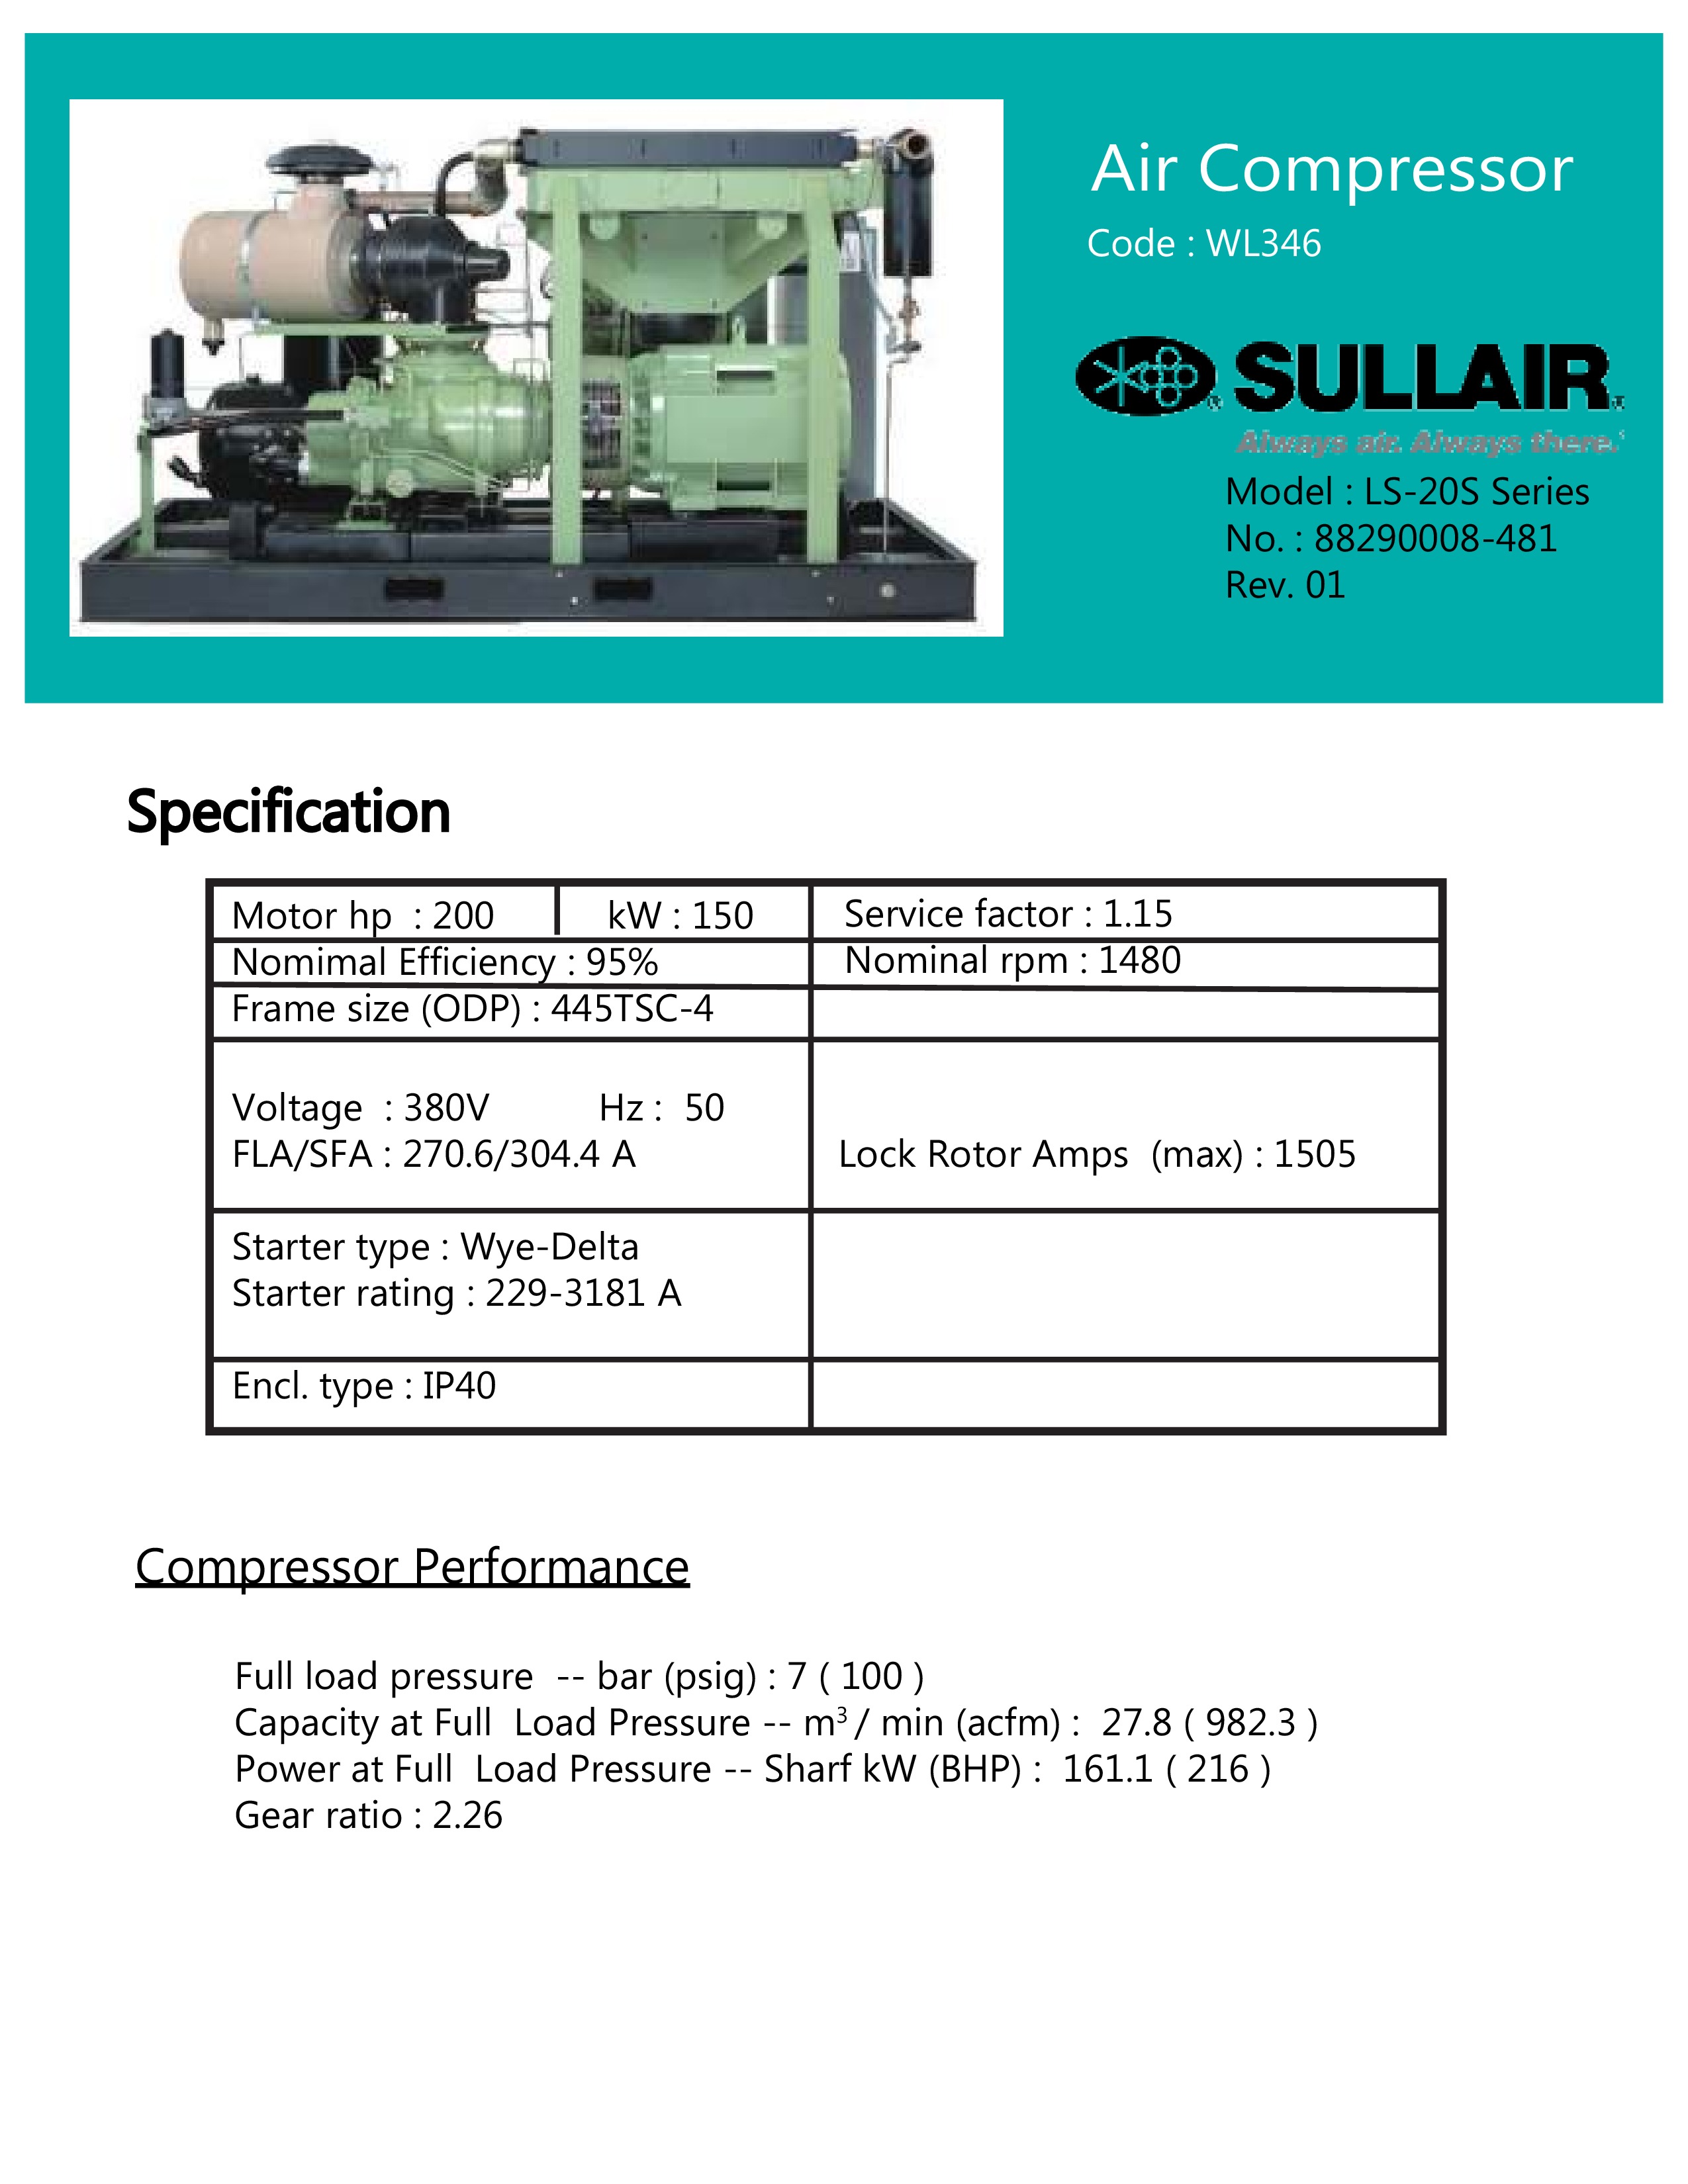 Air Compressor
Code : WL346
SULLAIR
Always air. Always there.
Model : LS-20S Series
No. : 88290008-481
Rev. 01
Specification
Motor hp : 200 kW : 150 Service factor : 1.15
Nomimal Efficiency : 95% Nominal rpm : 1480
Frame size (ODP) : 445TSC-4
Voltage : 380V Hz : 50
FLA/SFA : 270.6/304.4 A Lock Rotor Amps (max) : 1505
Starter type : Wye-Delta
Starter rating : 229-3181 A
Encl. type : IP40
Compressor Performance
Full load pressure -- bar (psig) : 7 ( 100 )
Capacity at Full Load Pressure -- m³ / min (acfm) : 27.8 ( 982.3 )
Power at Full Load Pressure -- Sharf kW (BHP) : 161.1 ( 216 )
Gear ratio : 2.26